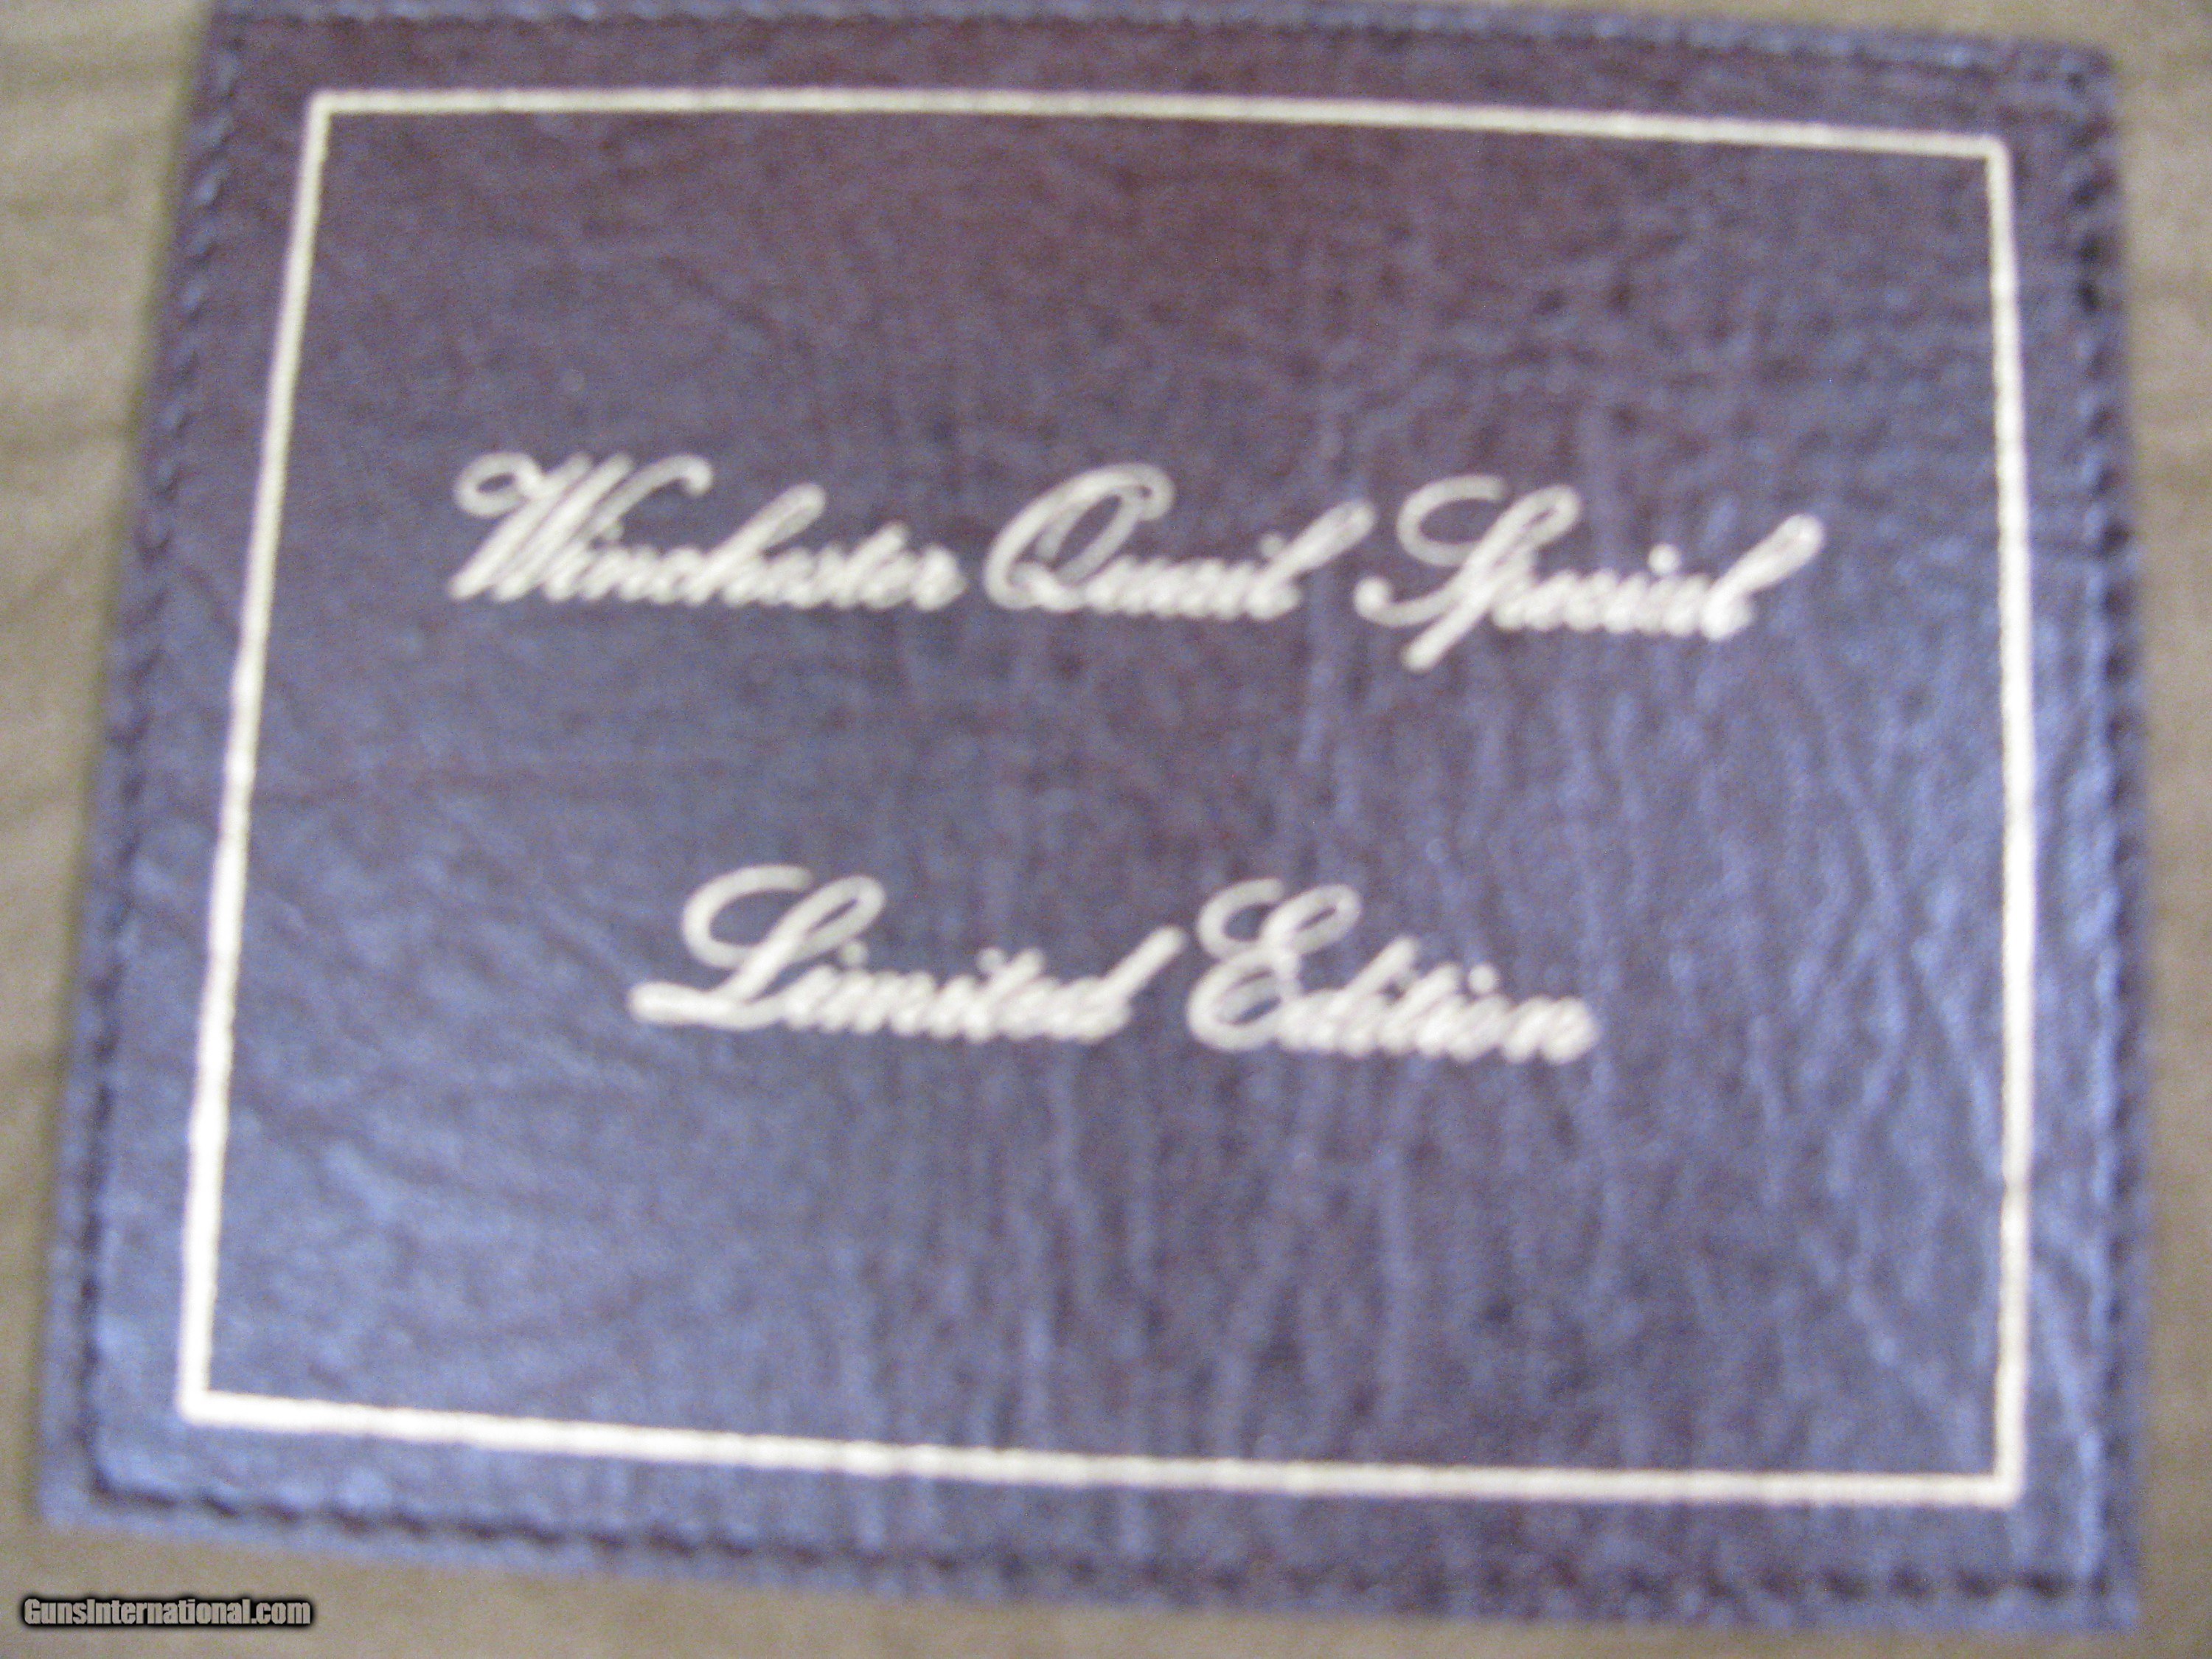 Winchester Quail Special
Limited Edition
GunsInternational.com